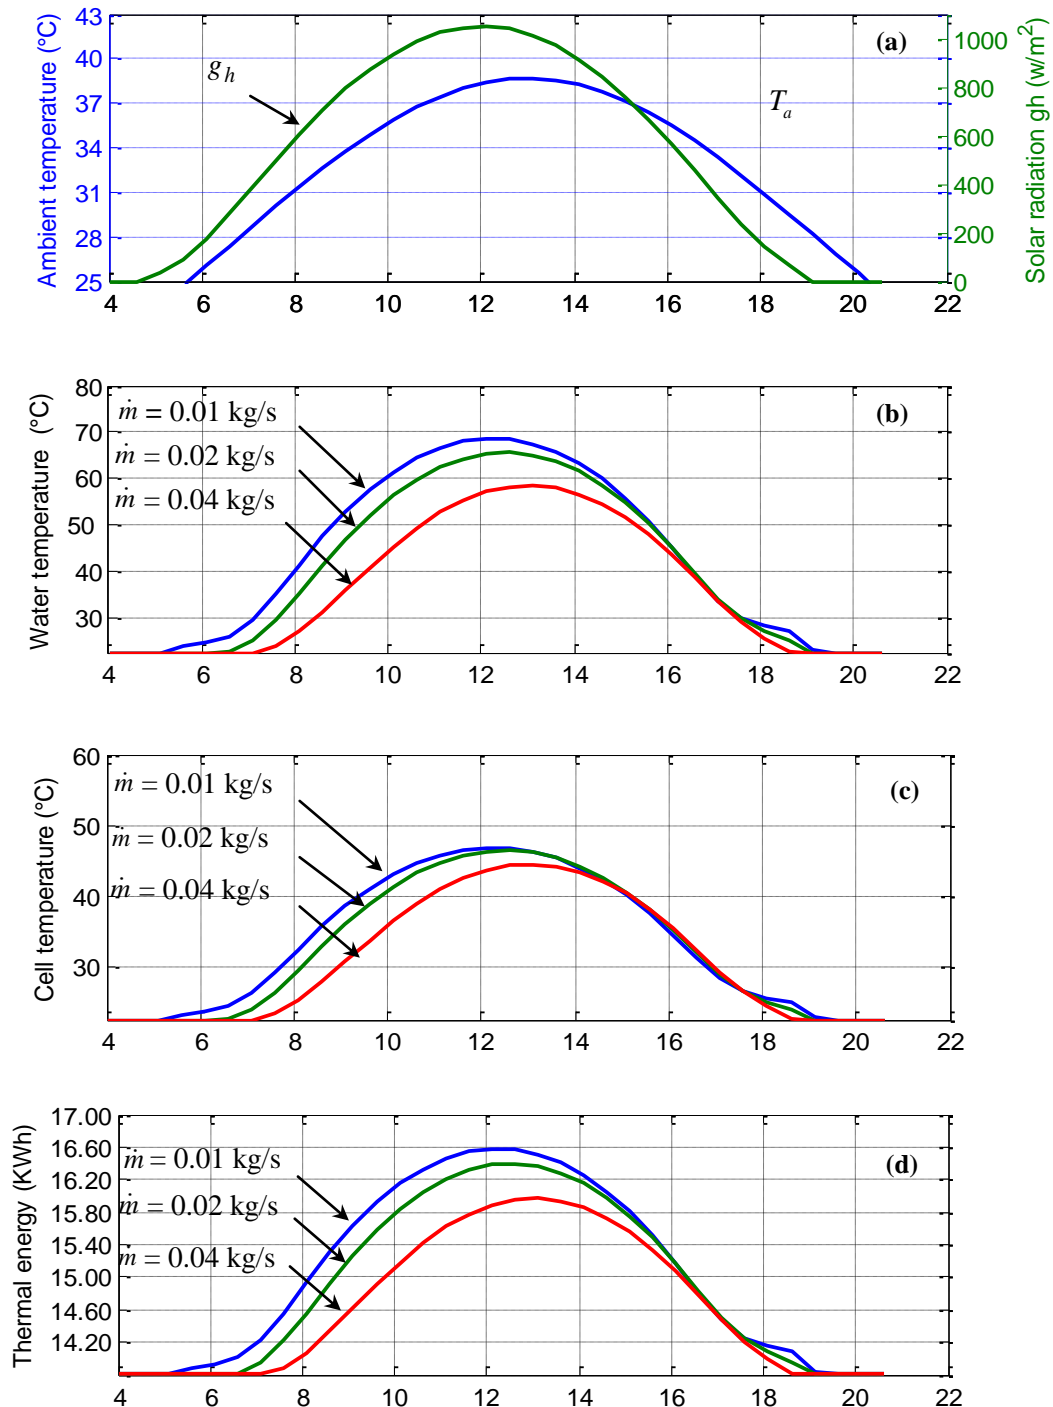 Ambient temperature (°C)
43
40
37
34
31
28
25
g_h
T_a
(a)
1000
800
600
400
200
0
Solar radiation gh (w/m²)
4 6 8 10 12 14 16 18 20 22
Water temperature (°C)
80
70
60
50
40
30
ṁ = 0.01 kg/s
ṁ = 0.02 kg/s
ṁ = 0.04 kg/s
(b)
4 6 8 10 12 14 16 18 20 22
Cell temperature (°C)
60
50
40
30
ṁ = 0.01 kg/s
ṁ = 0.02 kg/s
ṁ = 0.04 kg/s
(c)
4 6 8 10 12 14 16 18 20 22
Thermal energy (KWh)
17.00
16.60
16.20
15.80
15.40
15.00
14.60
14.20
ṁ = 0.01 kg/s
ṁ = 0.02 kg/s
ṁ = 0.04 kg/s
(d)
4 6 8 10 12 14 16 18 20 22